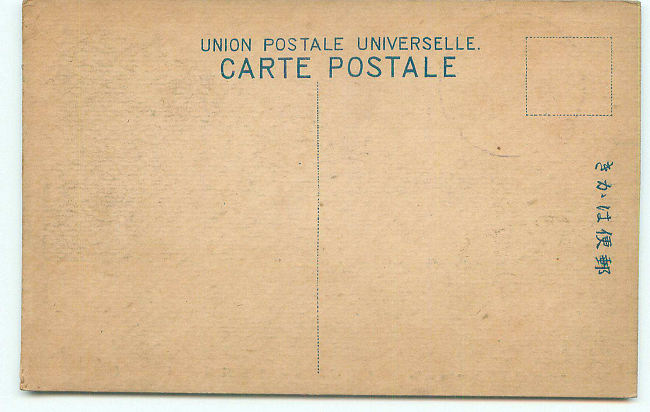 UNION POSTALE UNIVERSELLE.
CARTE POSTALE
きかは便郵